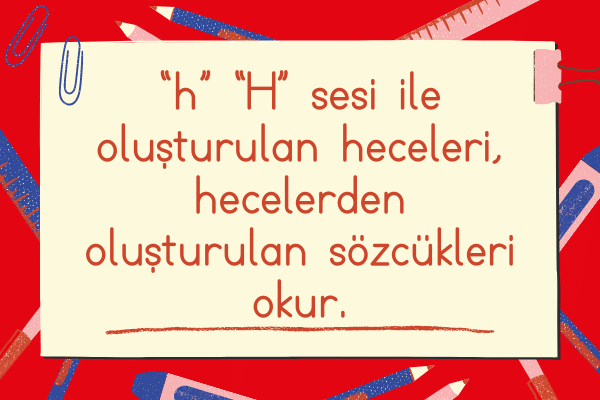 "h" "H" sesi ile
oluşturulan heceleri,
hecelerden
oluşturulan sözcükleri
okur.